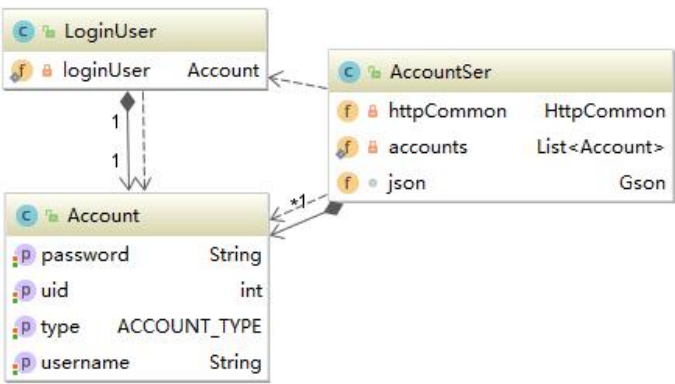 C LoginUser
f loginUser Account
C AccountSer
f httpCommon HttpCommon
f accounts List<Account>
f json Gson
1
1
*1
C Account
p password String
p uid int
p type ACCOUNT_TYPE
p username String